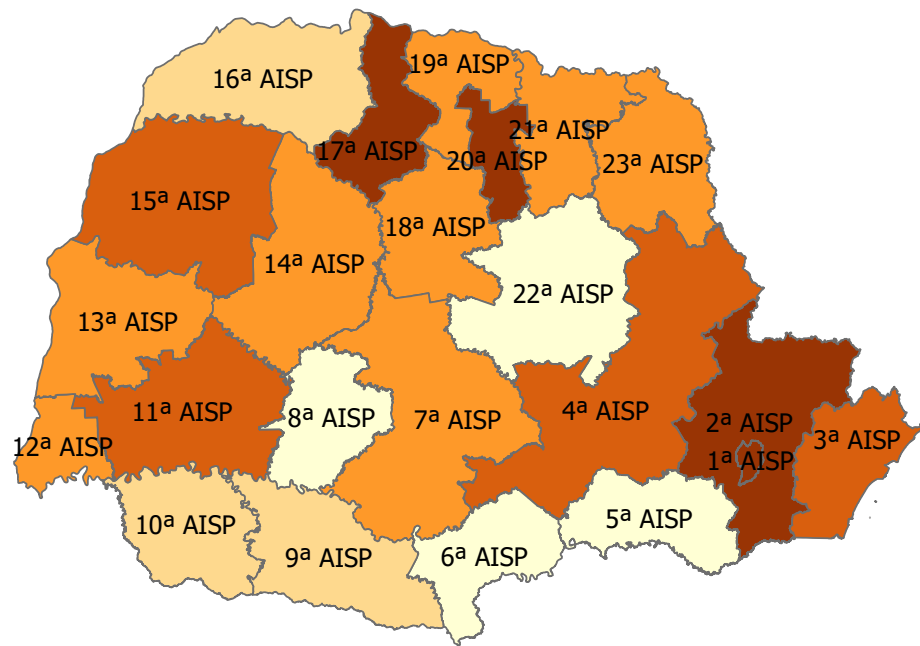 19ª AISP
16ª AISP
21ª AISP
17ª AISP
20ª AISP
23ª AISP
15ª AISP
18ª AISP
14ª AISP
22ª AISP
13ª AISP
11ª AISP
8ª AISP
7ª AISP
4ª AISP
2ª AISP
3ª AISP
12ª AISP
1ª AISP
10ª AISP
5ª AISP
9ª AISP
6ª AISP